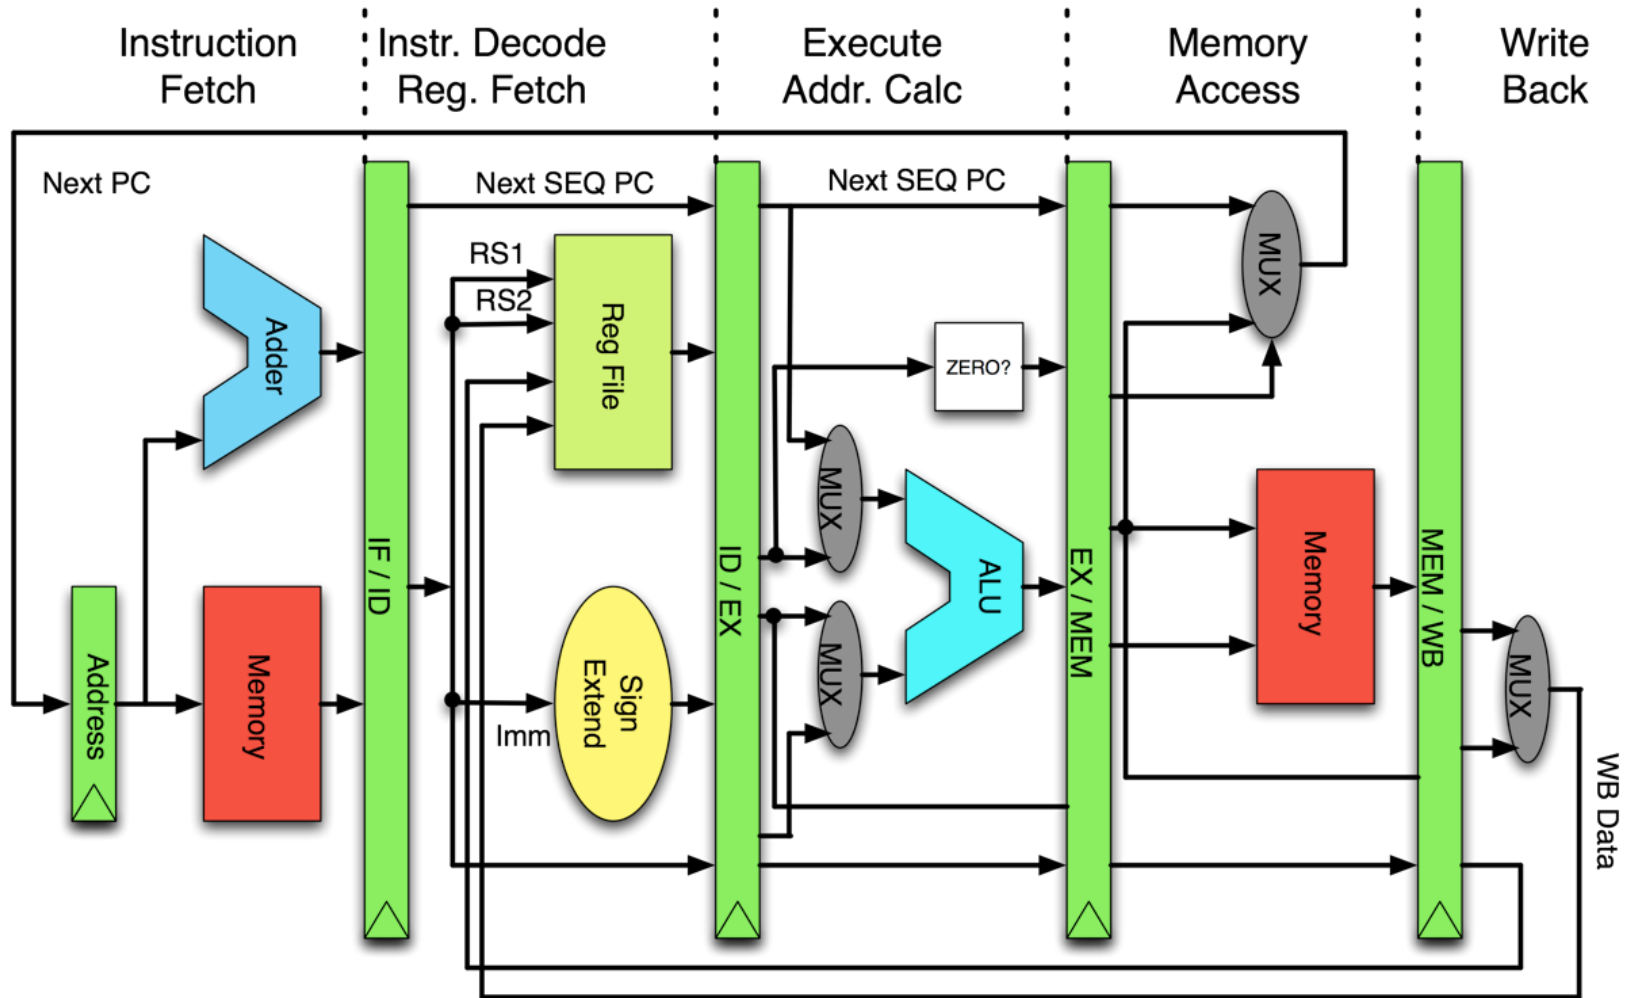 Instruction
Fetch
Instr. Decode
Reg. Fetch
Execute
Addr. Calc
Memory
Access
Write
Back
Next PC
Next SEQ PC
Next SEQ PC
RS1
RS2
Adder
Reg File
ZERO?
MUX
MUX
MUX
MUX
ALU
IF / ID
ID / EX
EX / MEM
MEM / WB
Address
Memory
Sign
Extend
Imm
Memory
WB Data